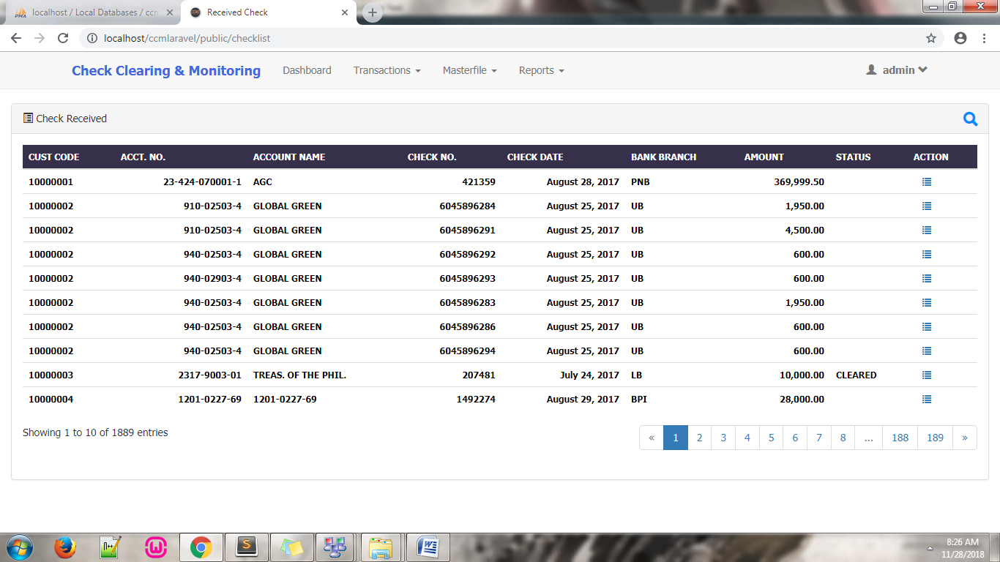 localhost / Local Databases / ccm
Received Check
localhost/ccmlaravel/public/checklist
Check Clearing & Monitoring Dashboard Transactions Masterfile Reports admin
Check Received
CUST CODE ACCT. NO. ACCOUNT NAME CHECK NO. CHECK DATE BANK BRANCH AMOUNT STATUS ACTION
10000001 23-424-070001-1 AGC 421359 August 28, 2017 PNB 369,999.50
10000002 910-02503-4 GLOBAL GREEN 6045896284 August 25, 2017 UB 1,950.00
10000002 910-02503-4 GLOBAL GREEN 6045896291 August 25, 2017 UB 4,500.00
10000002 940-02503-4 GLOBAL GREEN 6045896292 August 25, 2017 UB 600.00
10000002 940-02903-4 GLOBAL GREEN 6045896293 August 25, 2017 UB 600.00
10000002 940-02503-4 GLOBAL GREEN 6045896283 August 25, 2017 UB 1,950.00
10000002 940-02503-4 GLOBAL GREEN 6045896286 August 25, 2017 UB 600.00
10000002 940-02503-4 GLOBAL GREEN 6045896294 August 25, 2017 UB 600.00
10000003 2317-9003-01 TREAS. OF THE PHIL. 207481 July 24, 2017 LB 10,000.00 CLEARED
10000004 1201-0227-69 1201-0227-69 1492274 August 29, 2017 BPI 28,000.00
Showing 1 to 10 of 1889 entries
« 1 2 3 4 5 6 7 8 ... 188 189 »
8:26 AM
11/28/2018